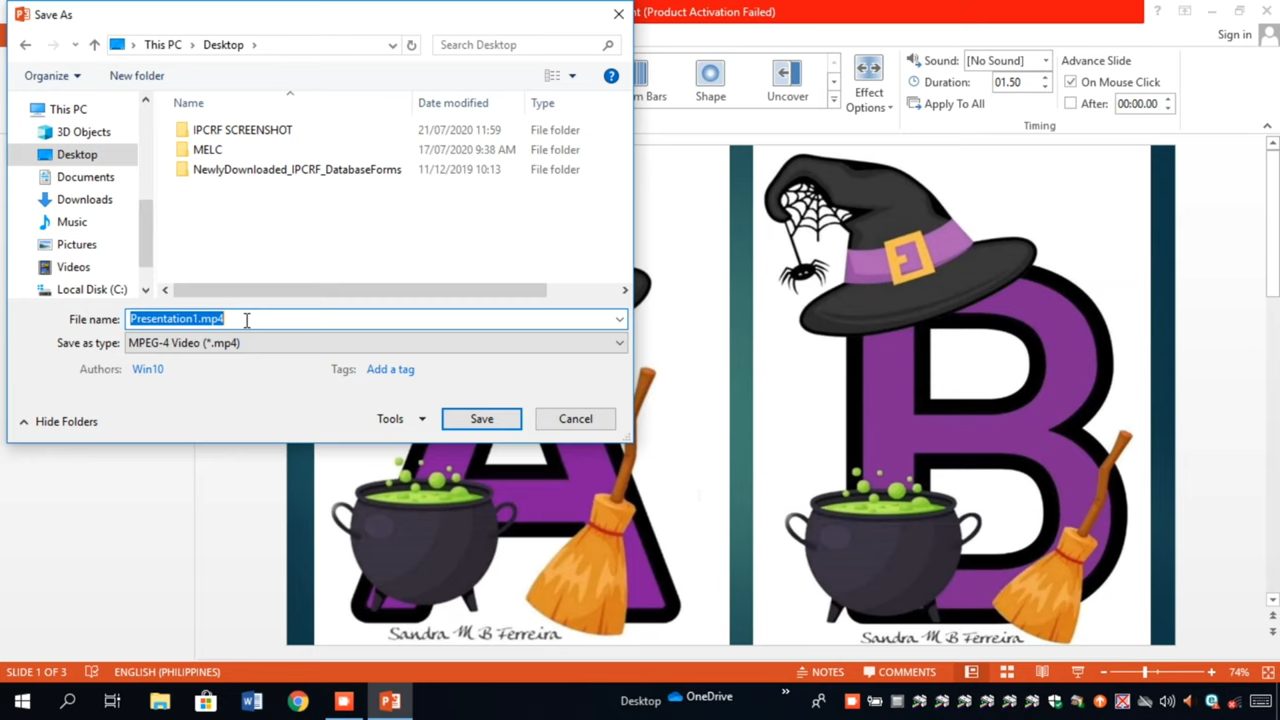 Save As
nt (Product Activation Failed)
Sign in
This PC
Desktop
Search Desktop
Organize
New folder
This PC
3D Objects
Desktop
Documents
Downloads
Music
Pictures
Videos
Local Disk (C:)
Name
Date modified
Type
IPCRF SCREENSHOT
21/07/2020 11:59
File folder
MELC
17/07/2020 9:38 AM
File folder
NewlyDownloaded_IPCRF_DatabaseForms
11/12/2019 10:13
File folder
File name:
Presentation1.mp4
Save as type:
MPEG-4 Video (*.mp4)
Authors:
Win10
Tags:
Add a tag
Hide Folders
Tools
Save
Cancel
m Bars
Shape
Uncover
Effect
Options
Sound:
[No Sound]
Duration:
01.50
Apply To All
Advance Slide
On Mouse Click
After:
00:00.00
Timing
A
B
Sandra M B Ferreira
Sandra M B Ferreira
SLIDE 1 OF 3
ENGLISH (PHILIPPINES)
NOTES
COMMENTS
74%
Desktop
OneDrive